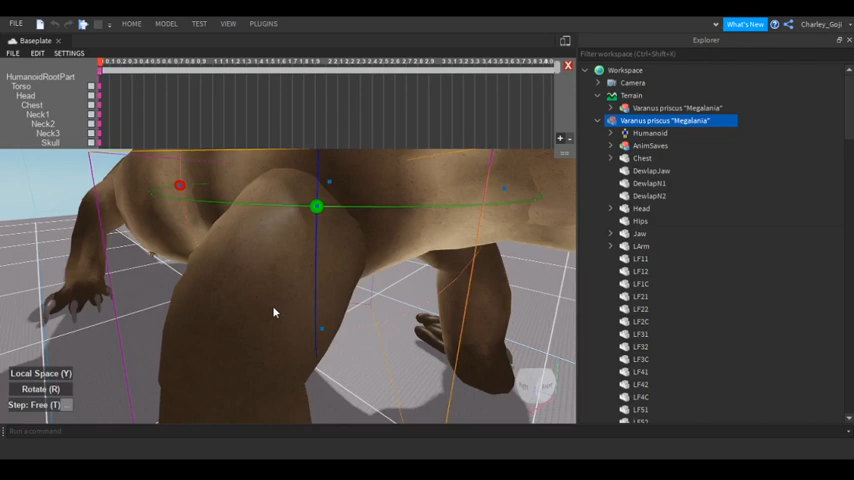 FILE
HOME MODEL TEST VIEW PLUGINS
What's New
Charley_Goji
Baseplate
FILE EDIT SETTINGS
HumanoidRootPart
Torso
Head
Chest
Neck1
Neck2
Neck3
Skull
Local Space (Y)
Rotate (R)
Step: Free (T) ...
Explorer
Filter workspace (Ctrl+Shift+X)
Workspace
Camera
Terrain
Varanus priscus "Megalania"
Varanus priscus "Megalania"
Humanoid
AnimSaves
Chest
DewlapJaw
DewlapN1
DewlapN2
Head
Hips
Jaw
LArm
LF11
LF12
LF1C
LF21
LF22
LF2C
LF31
LF32
LF3C
LF41
LF42
LF4C
LF51
LF52
Run a command